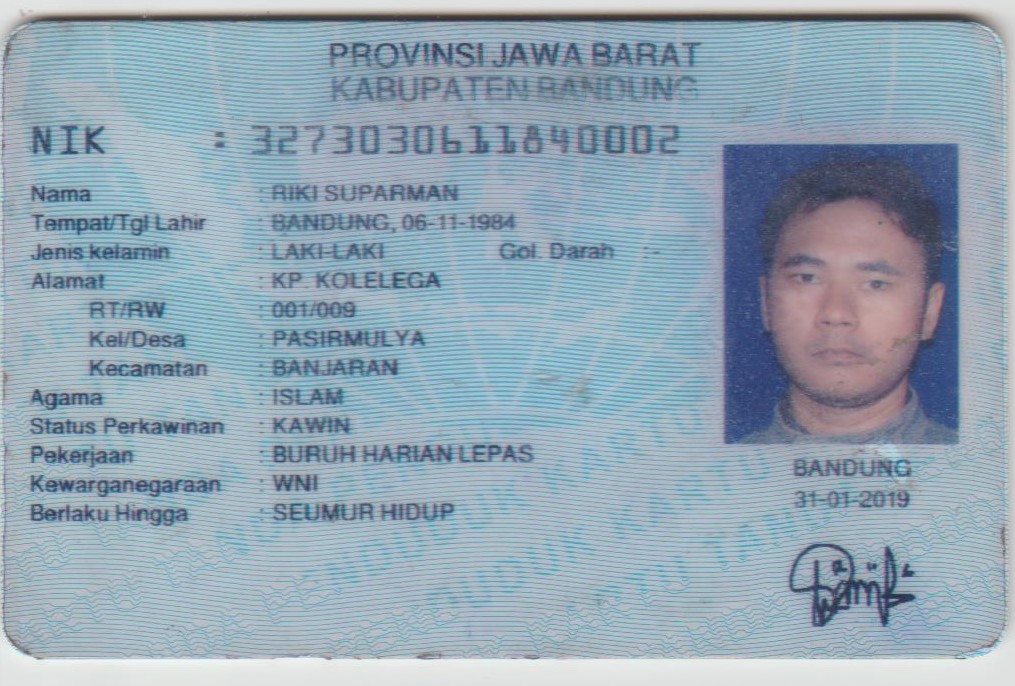 PROVINSI JAWA BARAT
KABUPATEN BANDUNG
NIK : 3273030611840002
Nama : RIKI SUPARMAN
Tempat/Tgl Lahir : BANDUNG, 06-11-1984
Jenis kelamin : LAKI-LAKI Gol. Darah :-
Alamat : KP. KOLELEGA
RT/RW : 001/009
Kel/Desa : PASIRMULYA
Kecamatan : BANJARAN
Agama : ISLAM
Status Perkawinan : KAWIN
Pekerjaan : BURUH HARIAN LEPAS
Kewarganegaraan : WNI
Berlaku Hingga : SEUMUR HIDUP
BANDUNG
31-01-2019